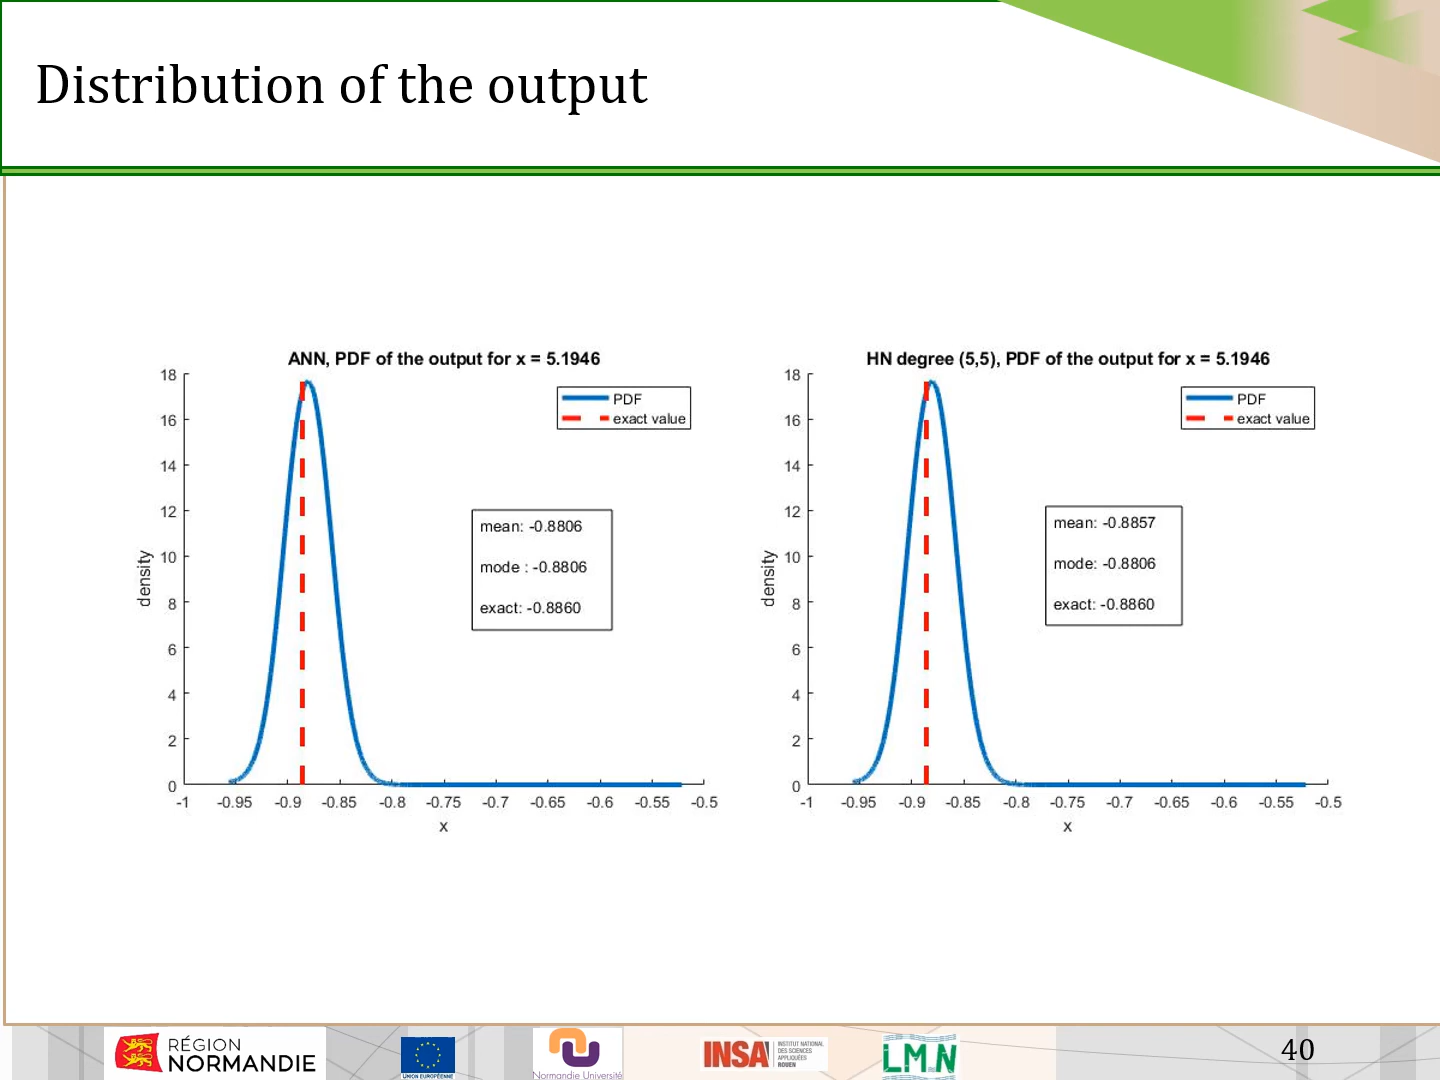 Distribution of the output
ANN, PDF of the output for x = 5.1946
18
16
14
12
10
8
6
4
2
0
density
-1 -0.95 -0.9 -0.85 -0.8 -0.75 -0.7 -0.65 -0.6 -0.55 -0.5
x
PDF
exact value
mean: -0.8806
mode : -0.8806
exact: -0.8860
HN degree (5,5), PDF of the output for x = 5.1946
18
16
14
12
10
8
6
4
2
0
density
-1 -0.95 -0.9 -0.85 -0.8 -0.75 -0.7 -0.65 -0.6 -0.55 -0.5
x
PDF
exact value
mean: -0.8857
mode: -0.8806
exact: -0.8860
RÉGION
NORMANDIE
UNION EUROPÉENNE
Normandie Université
INSA
INSTITUT NATIONAL
DES SCIENCES
APPLIQUÉES
ROUEN
LMN
40